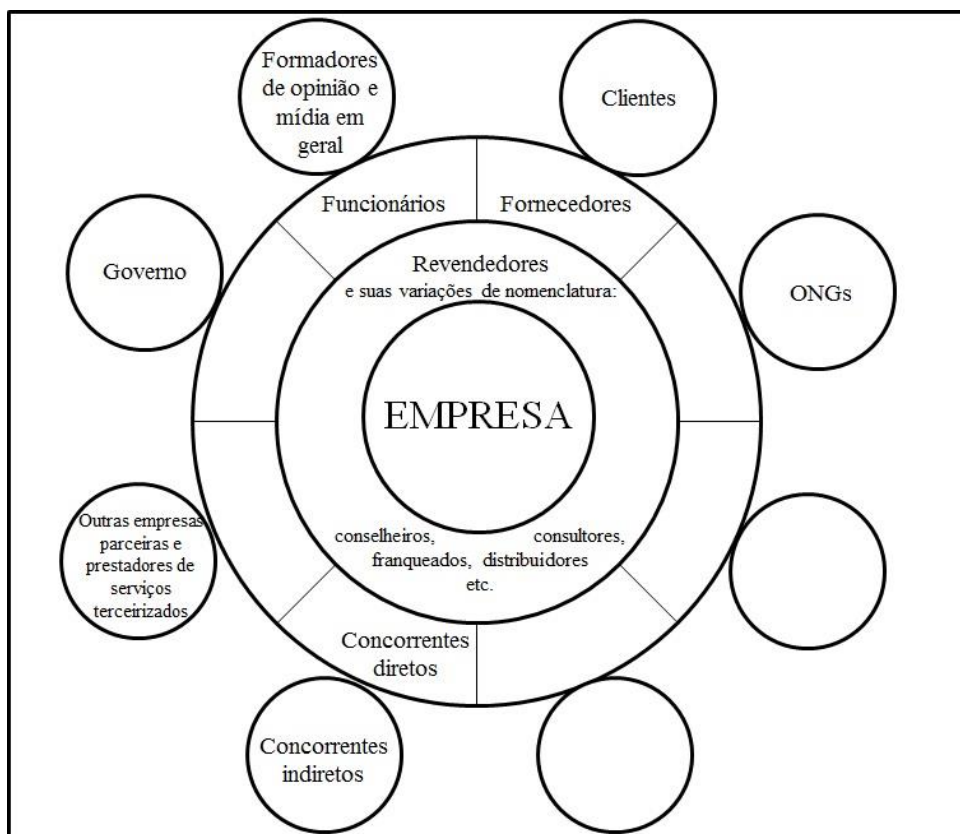 Formadores
de opinião e
mídia em
geral
Clientes
Funcionários
Fornecedores
Governo
Revendedores
e suas variações de nomenclatura:
ONGs
EMPRESA
Outras empresas
parceiras e
prestadores de
serviços
terceirizados
conselheiros, consultores,
franqueados, distribuidores
etc.
Concorrentes
diretos
Concorrentes
indiretos